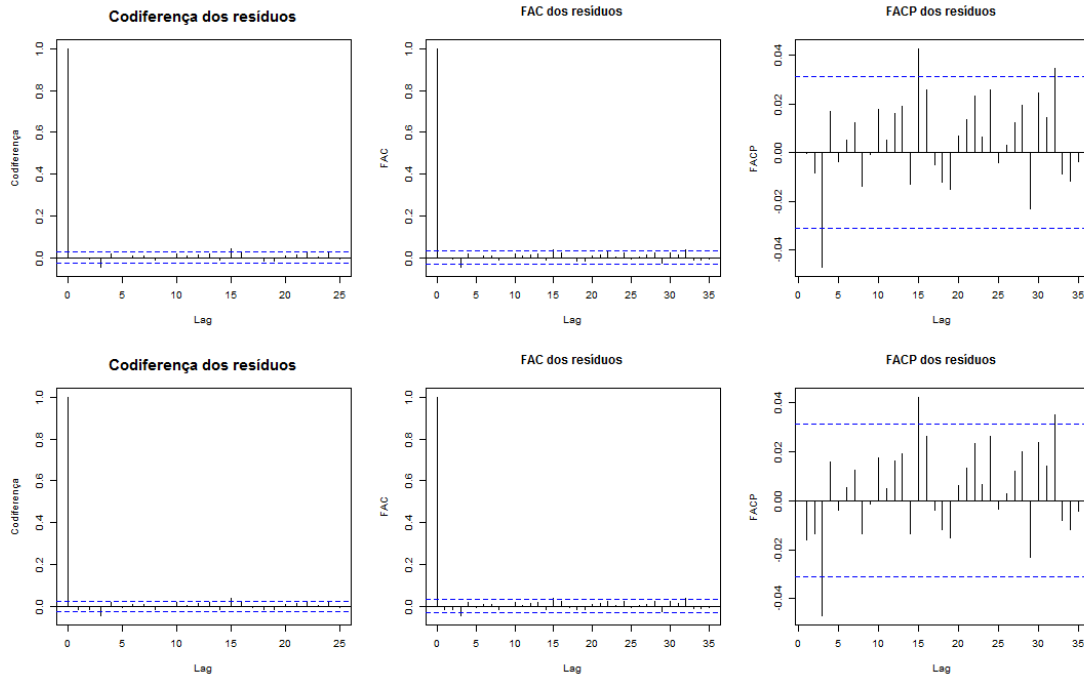 Codiferença dos resíduos
FAC dos resíduos
FACP dos resíduos
Codiferença
0.0 0.2 0.4 0.6 0.8 1.0
0 5 10 15 20 25
Lag
FAC
0.0 0.2 0.4 0.6 0.8 1.0
0 5 10 15 20 25 30 35
Lag
FACP
-0.04 -0.02 0.00 0.02 0.04
0 5 10 15 20 25 30 35
Lag
Codiferença dos resíduos
FAC dos resíduos
FACP dos resíduos
Codiferença
0.0 0.2 0.4 0.6 0.8 1.0
0 5 10 15 20 25
Lag
FAC
0.0 0.2 0.4 0.6 0.8 1.0
0 5 10 15 20 25 30 35
Lag
FACP
-0.04 -0.02 0.00 0.02 0.04
0 5 10 15 20 25 30 35
Lag